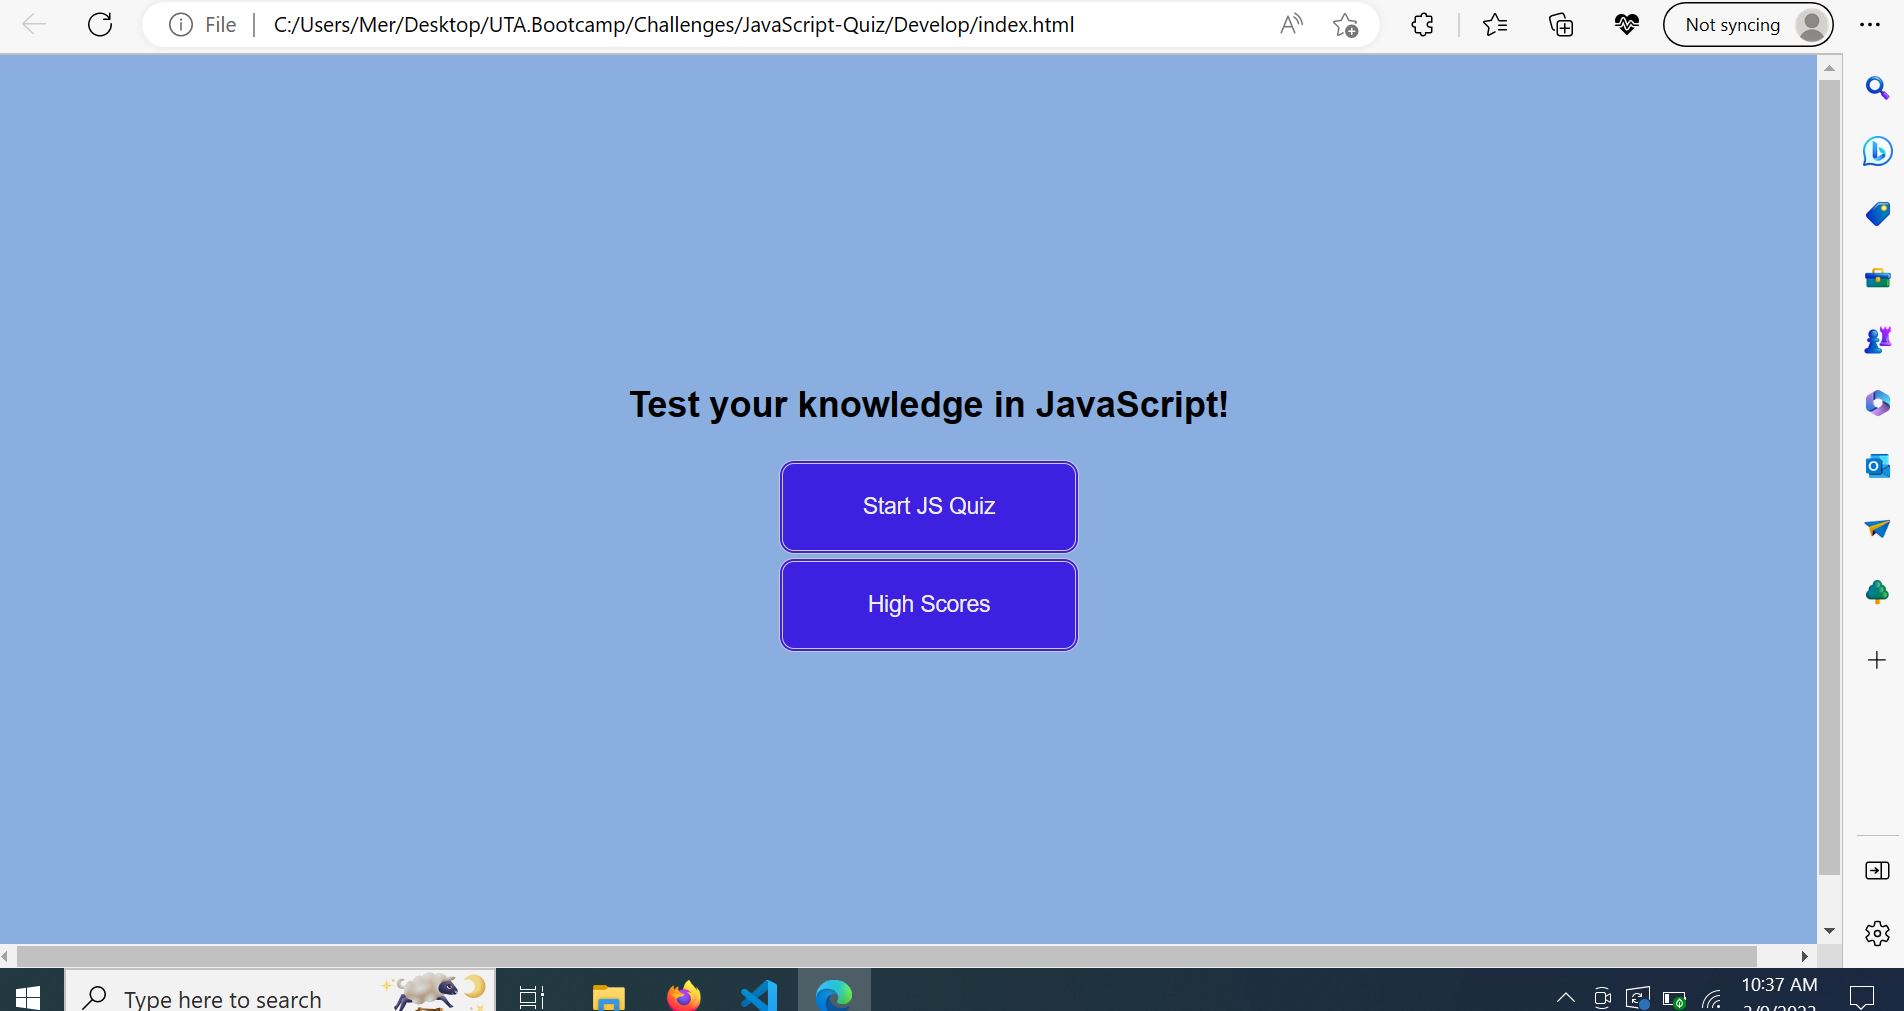 File C:/Users/Mer/Desktop/UTA.Bootcamp/Challenges/JavaScript-Quiz/Develop/index.html Not syncing
Test your knowledge in JavaScript!
Start JS Quiz
High Scores
Type here to search
10:37 AM